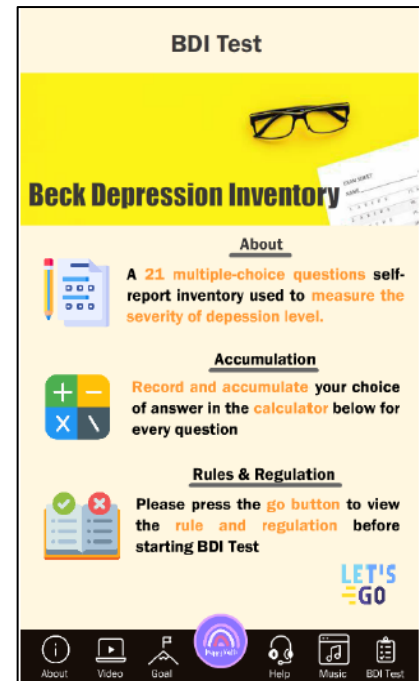 BDI Test
EXAM SHEET
NAME
Beck Depression Inventory
About
A 21 multiple-choice questions self-
report inventory used to measure the
severity of depession level.
Accumulation
Record and accumulate your choice
of answer in the calculator below for
every question
Rules & Regulation
Please press the go button to view
the rule and regulation before
starting BDI Test
LET'S
GO
About
Video
Goal
Help
Music
BDI Test